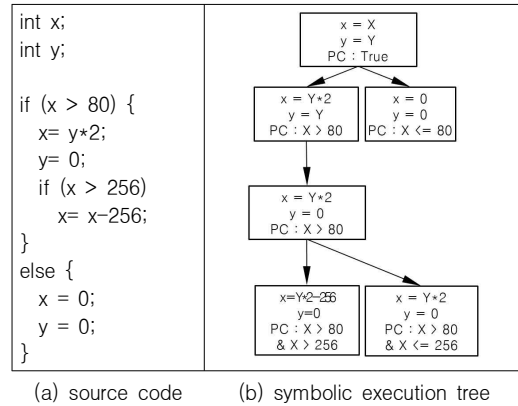 int x;
int y;
if (x > 80) {
x= y*2;
y= 0;
if (x > 256)
x= x-256;
}
else {
x = 0;
y = 0;
}
x = X
y = Y
PC : True
x = Y*2
y = Y
PC : X > 80
x = 0
y = 0
PC : X <= 80
x = Y*2
y = 0
PC : X > 80
x=Y*2-256
y=0
PC : X > 80
& X > 256
x = Y*2
y = 0
PC : X > 80
& X <= 256
(a) source code
(b) symbolic execution tree